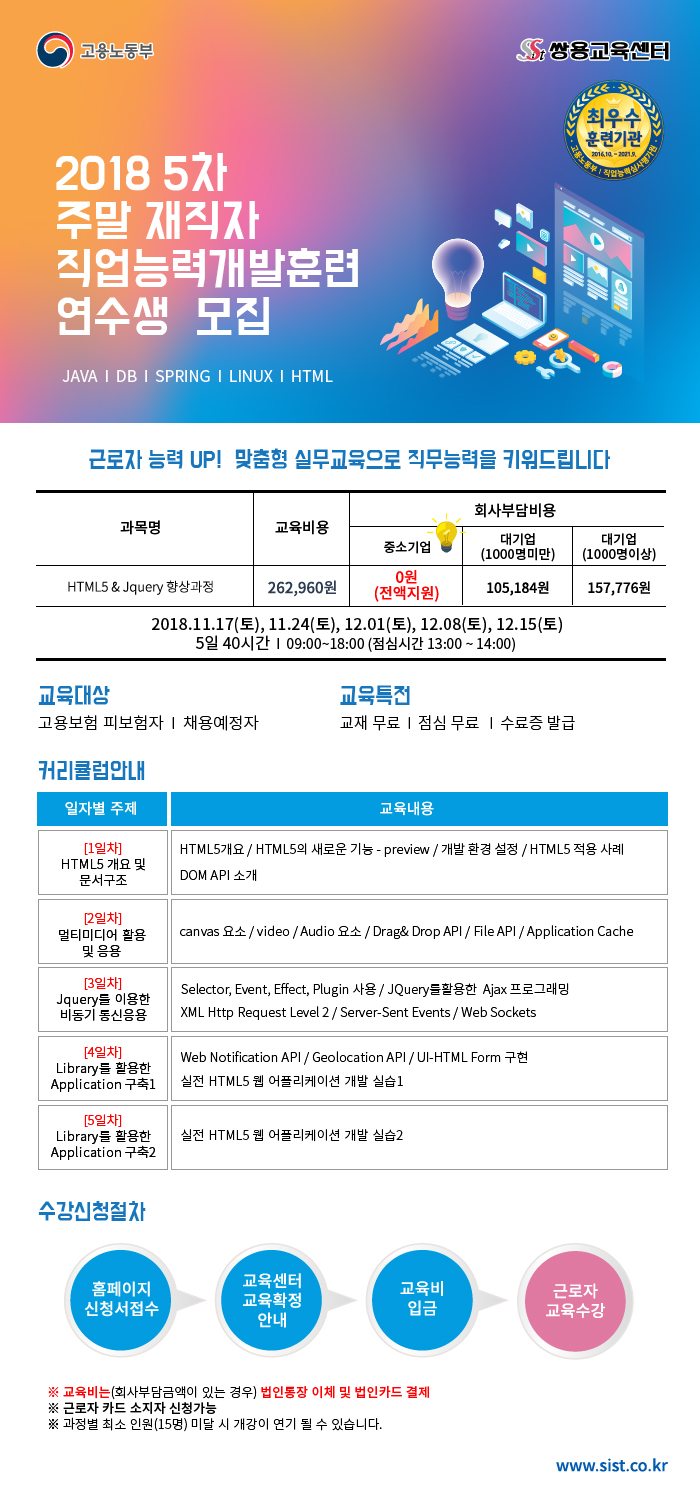 고용노동부
Sist 쌍용교육센터
최우수
훈련기관
2016.10. ~ 2021.9.
고용노동부 | 직업능력심사평가원
2018 5차
주말 재직자
직업능력개발훈련
연수생 모집
JAVA I DB I SPRING I LINUX I HTML
근로자 능력 UP! 맞춤형 실무교육으로 직무능력을 키워드립니다
과목명
교육비용
회사부담비용
중소기업
대기업
(1000명미만)
대기업
(1000명이상)
HTML5 & Jquery 향상과정
262,960원
0원
(전액지원)
105,184원
157,776원
2018.11.17(토), 11.24(토), 12.01(토), 12.08(토), 12.15(토)
5일 40시간 I 09:00~18:00 (점심시간 13:00 ~ 14:00)
교육대상
고용보험 피보험자 I 채용예정자
교육특전
교재 무료 I 점심 무료 I 수료증 발급
커리큘럼안내
일자별 주제
교육내용
[1일차]
HTML5 개요 및
문서구조
HTML5개요 / HTML5의 새로운 기능 - preview / 개발 환경 설정 / HTML5 적용 사례
DOM API 소개
[2일차]
멀티미디어 활용
및 응용
canvas 요소 / video / Audio 요소 / Drag& Drop API / File API / Application Cache
[3일차]
Jquery를 이용한
비동기 통신응용
Selector, Event, Effect, Plugin 사용 / JQuery를활용한 Ajax 프로그래밍
XML Http Request Level 2 / Server-Sent Events / Web Sockets
[4일차]
Library를 활용한
Application 구축1
Web Notification API / Geolocation API / UI-HTML Form 구현
실전 HTML5 웹 어플리케이션 개발 실습1
[5일차]
Library를 활용한
Application 구축2
실전 HTML5 웹 어플리케이션 개발 실습2
수강신청절차
홈페이지
신청서접수
교육센터
교육확정
안내
교육비
입금
근로자
교육수강
※ 교육비는(회사부담금액이 있는 경우) 법인통장 이체 및 법인카드 결제
※ 근로자 카드 소지자 신청가능
※ 과정별 최소 인원(15명) 미달 시 개강이 연기 될 수 있습니다.
www.sist.co.kr